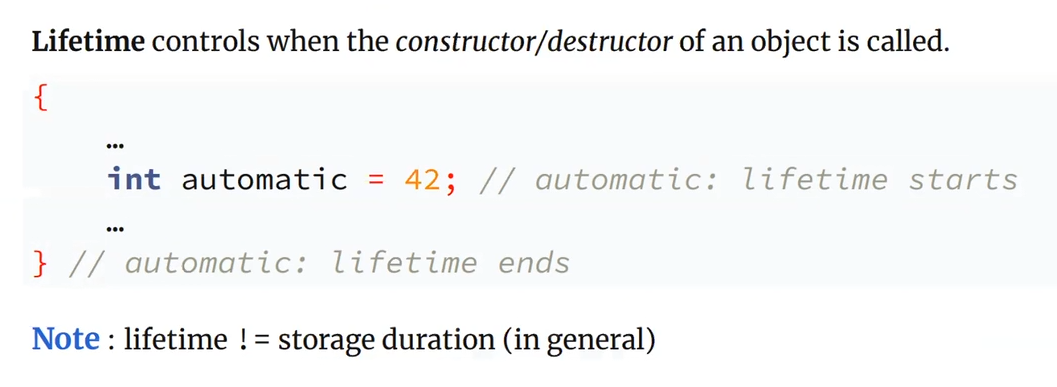 Lifetime controls when the constructor/destructor of an object is called.
{
…
int automatic = 42; // automatic: lifetime starts
…
} // automatic: lifetime ends
Note : lifetime != storage duration (in general)